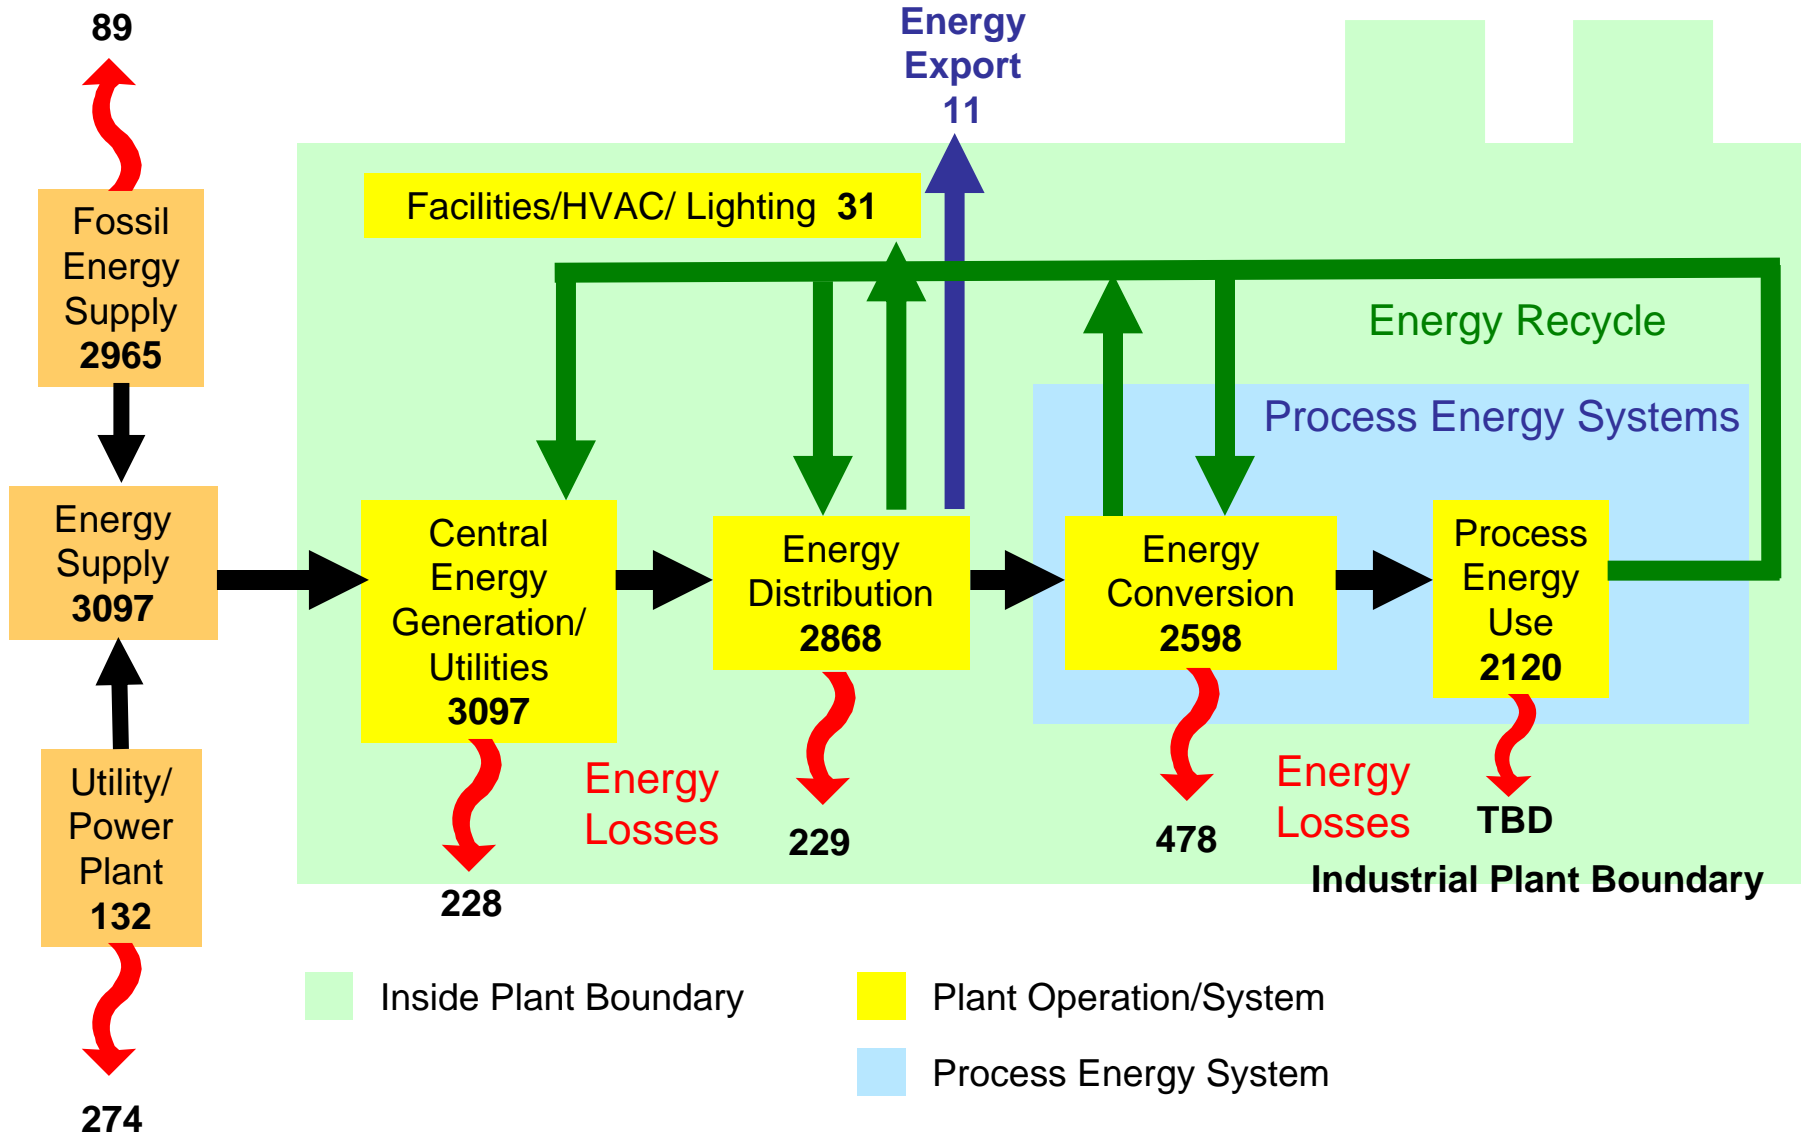 89
Energy
Export
11
Fossil
Energy
Supply
2965
Facilities/HVAC/ Lighting 31
Energy Recycle
Process Energy Systems
Energy
Supply
3097
Central
Energy
Generation/
Utilities
3097
Energy
Distribution
2868
Energy
Conversion
2598
Process
Energy
Use
2120
Utility/
Power
Plant
132
Energy
Losses
228
229
478
Energy
Losses
TBD
Industrial Plant Boundary
274
Inside Plant Boundary
Plant Operation/System
Process Energy System